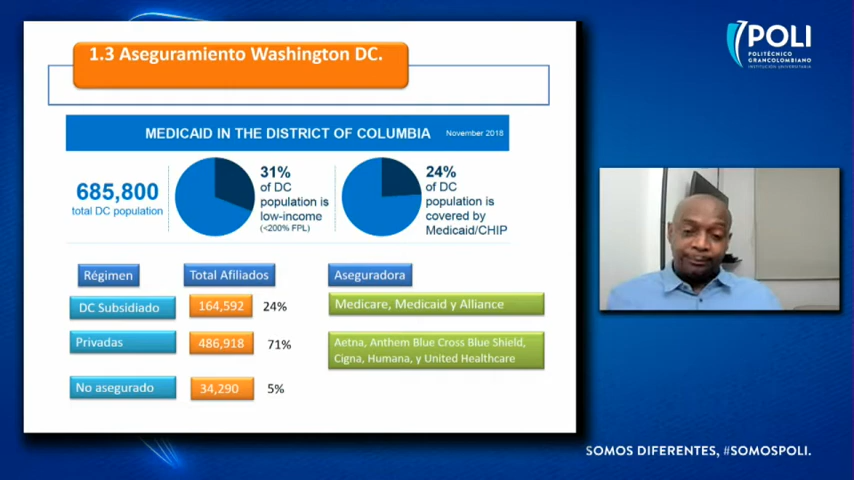 1.3 Aseguramiento Washington DC.
POLI
POLITÉCNICO
GRANCOLOMBIANO
INSTITUCIÓN UNIVERSITARIA
MEDICAID IN THE DISTRICT OF COLUMBIA November 2018
685,800
total DC population
31%
of DC
population is
low-income
(<200% FPL)
24%
of DC
population is
covered by
Medicaid/CHIP
Régimen Total Afiliados Aseguradora
DC Subsidiado 164,592 24% Medicare, Medicaid y Alliance
Privadas 486,918 71% Aetna, Anthem Blue Cross Blue Shield,
Cigna, Humana, y United Healthcare
No asegurado 34,290 5%
SOMOS DIFERENTES, #SOMOSPOLI.